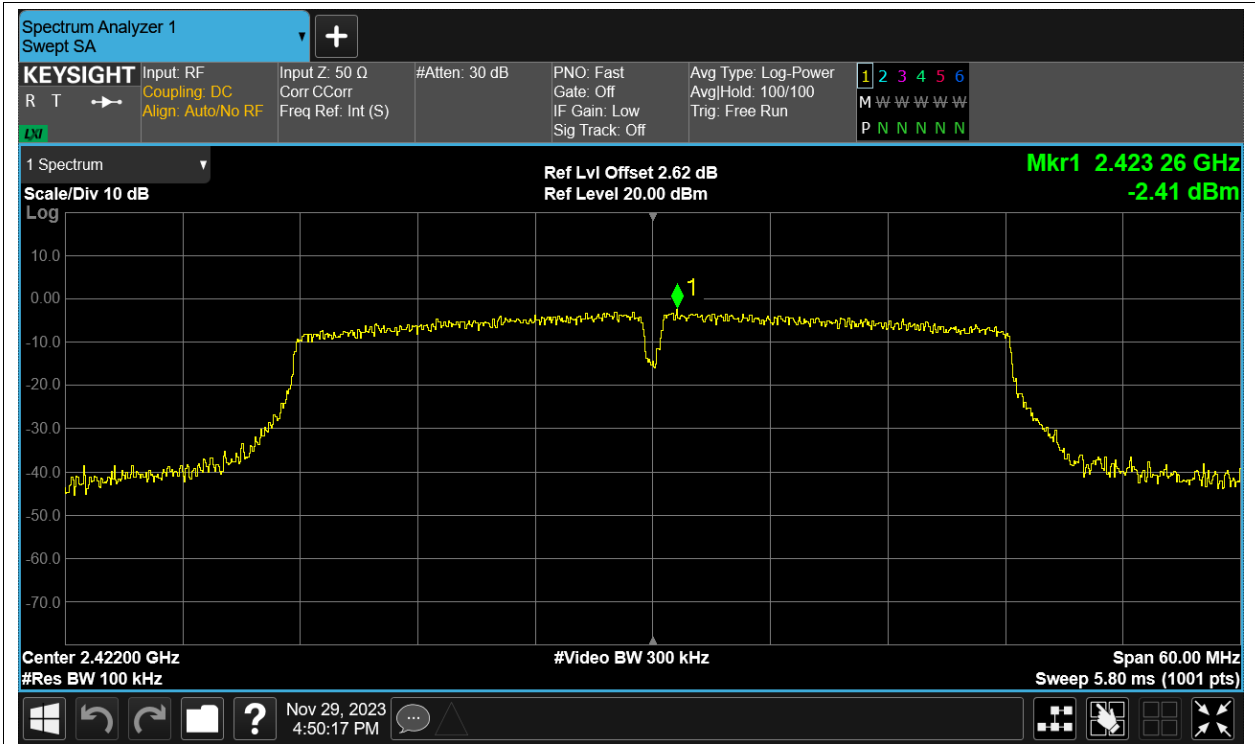 Spectrum Analyzer 1
Swept SA
+
KEYSIGHT
R T
LXI
Input: RF
Coupling: DC
Align: Auto/No RF
Input Z: 50 Ω
Corr CCorr
Freq Ref: Int (S)
#Atten: 30 dB
PNO: Fast
Gate: Off
IF Gain: Low
Sig Track: Off
Avg Type: Log-Power
Avg|Hold: 100/100
Trig: Free Run
1 2 3 4 5 6
M W W W W W
P N N N N N
1 Spectrum
Scale/Div 10 dB
Ref Lvl Offset 2.62 dB
Ref Level 20.00 dBm
Mkr1 2.423 26 GHz
-2.41 dBm
Log
10.0
0.00
-10.0
-20.0
-30.0
-40.0
-50.0
-60.0
-70.0
1
Center 2.42200 GHz
#Res BW 100 kHz
#Video BW 300 kHz
Span 60.00 MHz
Sweep 5.80 ms (1001 pts)
?
Nov 29, 2023
4:50:17 PM